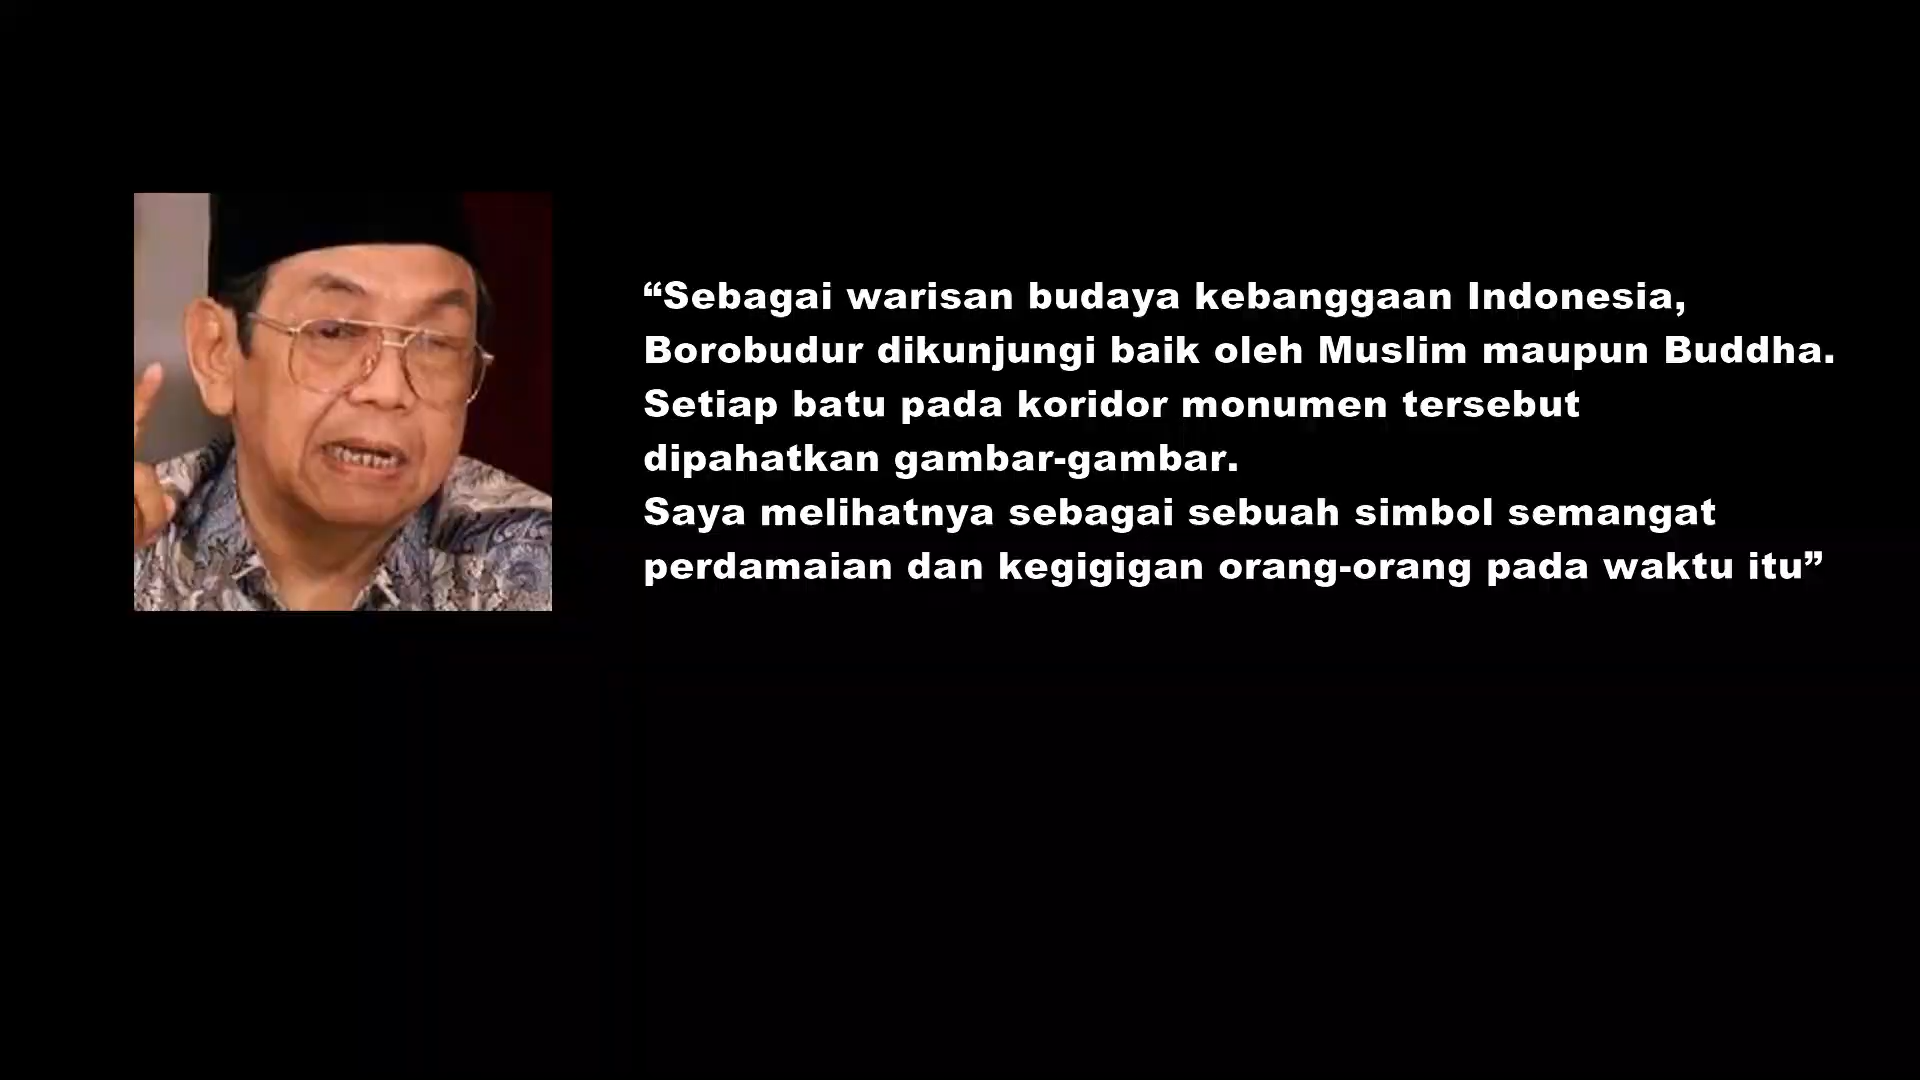 “Sebagai warisan budaya kebanggaan Indonesia,
Borobudur dikunjungi baik oleh Muslim maupun Buddha.
Setiap batu pada koridor monumen tersebut
dipahatkan gambar-gambar.
Saya melihatnya sebagai sebuah simbol semangat
perdamaian dan kegigigan orang-orang pada waktu itu”